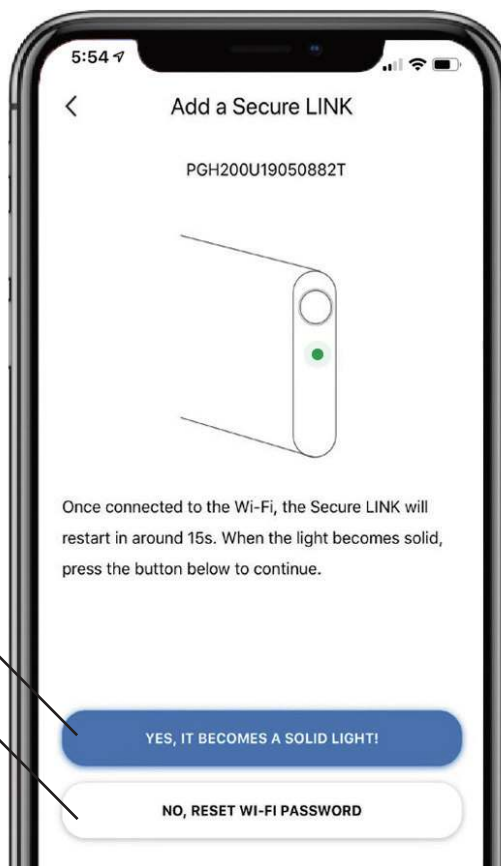 5:54
Add a Secure LINK
PGH200U19050882T
Once connected to the Wi-Fi, the Secure LINK will
restart in around 15s. When the light becomes solid,
press the button below to continue.
YES, IT BECOMES A SOLID LIGHT!
NO, RESET WI-FI PASSWORD